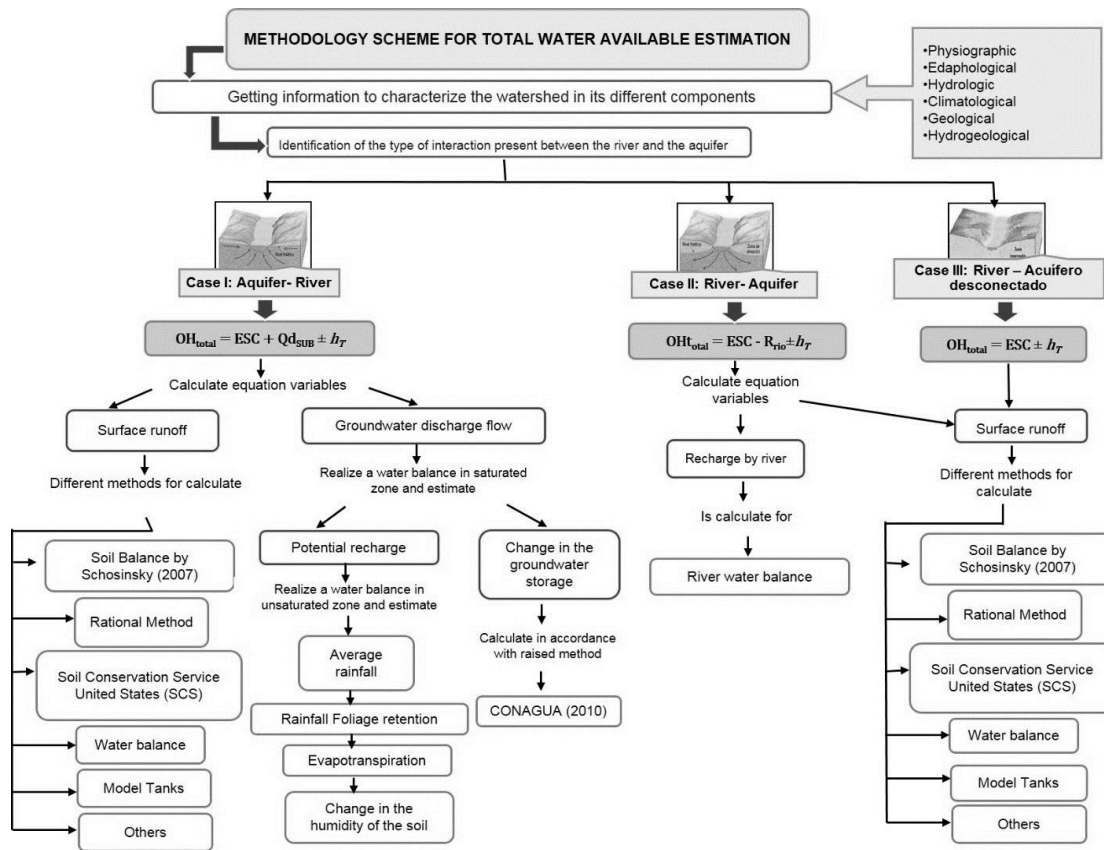 METHODOLOGY SCHEME FOR TOTAL WATER AVAILABLE ESTIMATION
•Physiographic
•Edaphological
•Hydrologic
•Climatological
•Geological
•Hydrogeological
Getting information to characterize the watershed in its different components
Identification of the type of interaction present between the river and the aquifer
Case I: Aquifer- River
Case II: River- Aquifer
Case III: River – Acuífero
desconectado
OHtotal = ESC + QdSUB ± hT
OHtotal = ESC - Rrio±hT
OHtotal = ESC ± hT
Calculate equation variables
Surface runoff
Different methods for calculate
Soil Balance by
Schosinsky (2007)
Rational Method
Soil Conservation Service
United States (SCS)
Water balance
Model Tanks
Others
Groundwater discharge flow
Realize a water balance in saturated
zone and estimate
Potential recharge
Realize a water balance in
unsaturated zone and estimate
Average
rainfall
Rainfall Foliage retention
Evapotranspiration
Change in the
humidity of the soil
Change in the
groundwater
storage
Calculate in accordance
with raised method
CONAGUA (2010)
Calculate equation
variables
Recharge by river
Is calculate for
River water balance
Surface runoff
Different methods for
calculate
Soil Balance by
Schosinsky (2007)
Rational Method
Soil Conservation Service
United States (SCS)
Water balance
Model Tanks
Others